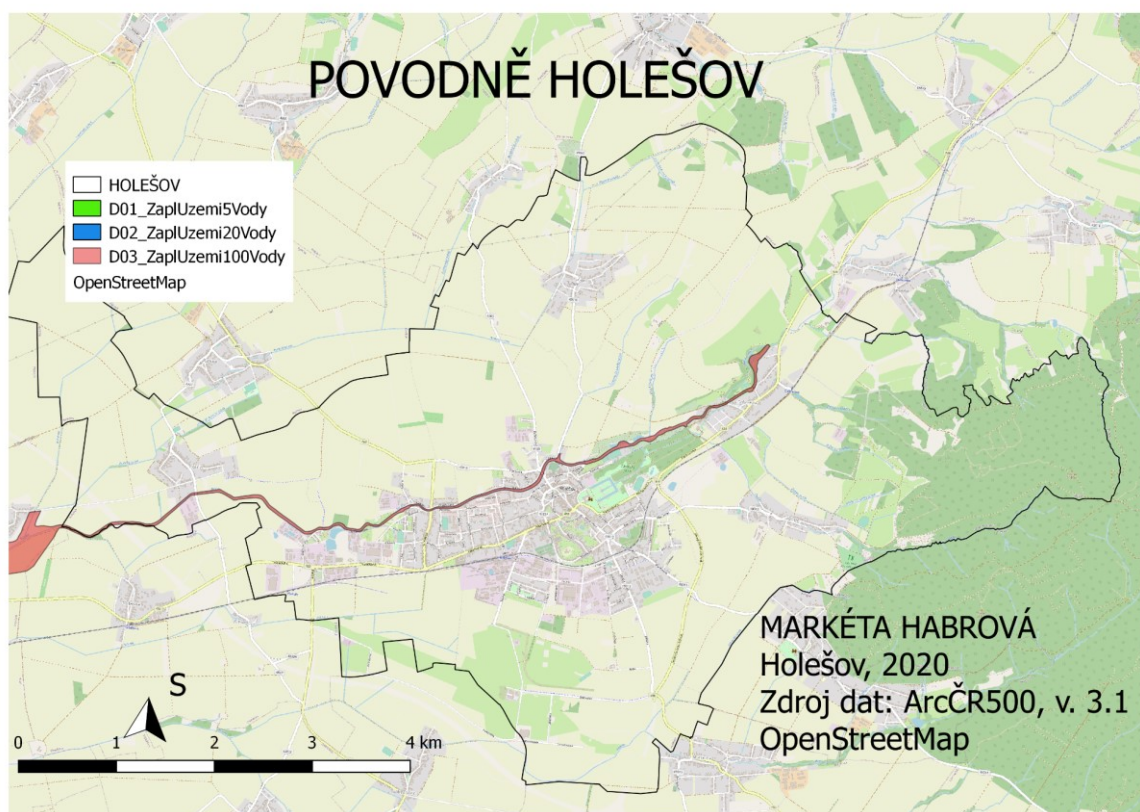 POVODNĚ HOLEŠOV
HOLEŠOV
D01_ZaplUzemi5Vody
D02_ZaplUzemi20Vody
D03_ZaplUzemi100Vody
OpenStreetMap
MARKÉTA HABROVÁ
Holešov, 2020
Zdroj dat: ArcČR500, v. 3.1
OpenStreetMap
S
0 1 2 3 4 km